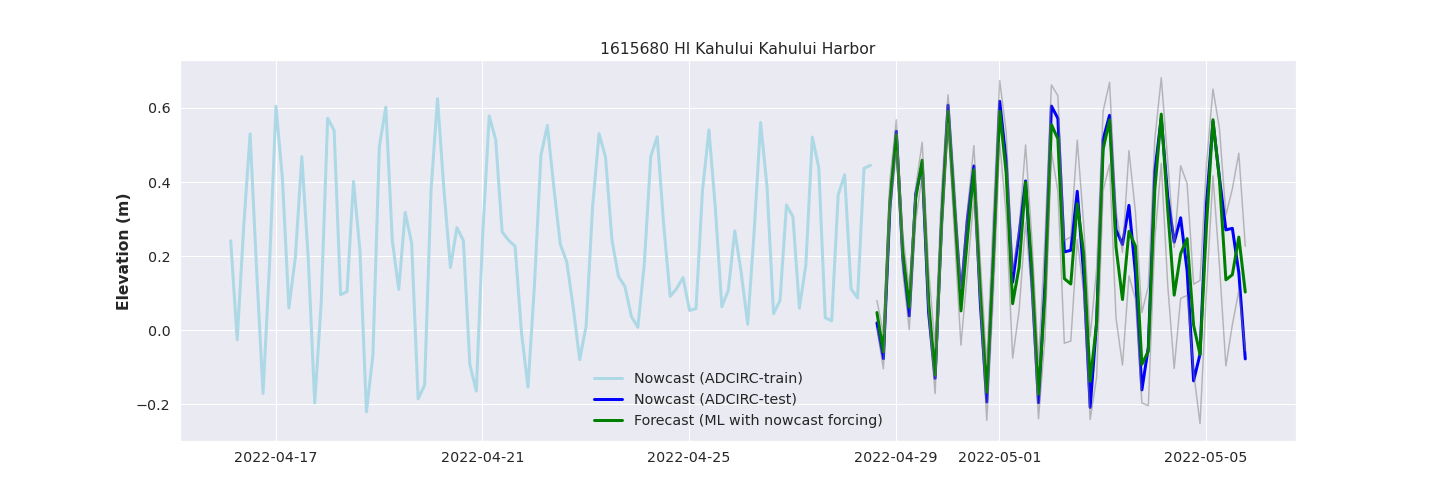 1615680 HI Kahului Kahului Harbor
Elevation (m)
0.6
0.4
0.2
0.0
−0.2
Nowcast (ADCIRC-train)
Nowcast (ADCIRC-test)
Forecast (ML with nowcast forcing)
2022-04-17 2022-04-21 2022-04-25 2022-04-29 2022-05-01 2022-05-05